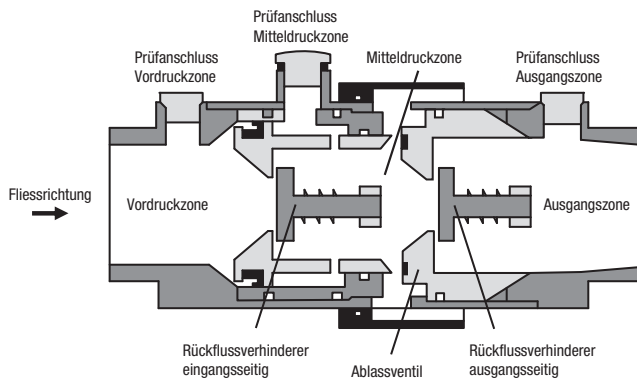 Prüfanschluss
Mitteldruckzone
Prüfanschluss
Vordruckzone
Mitteldruckzone
Prüfanschluss
Ausgangszone
Fliessrichtung
Vordruckzone
Ausgangszone
Rückflussverhinderer
eingangsseitig
Ablassventil
Rückflussverhinderer
ausgangsseitig